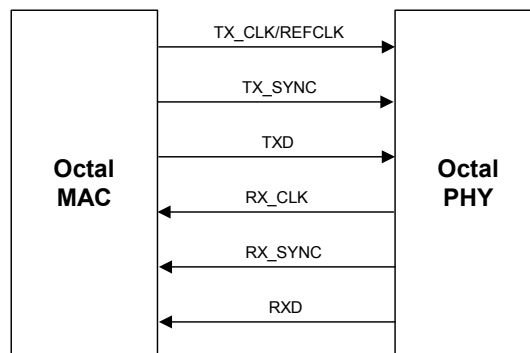 TX_CLK/REFCLK
TX_SYNC
TXD
Octal
MAC
Octal
PHY
RX_CLK
RX_SYNC
RXD